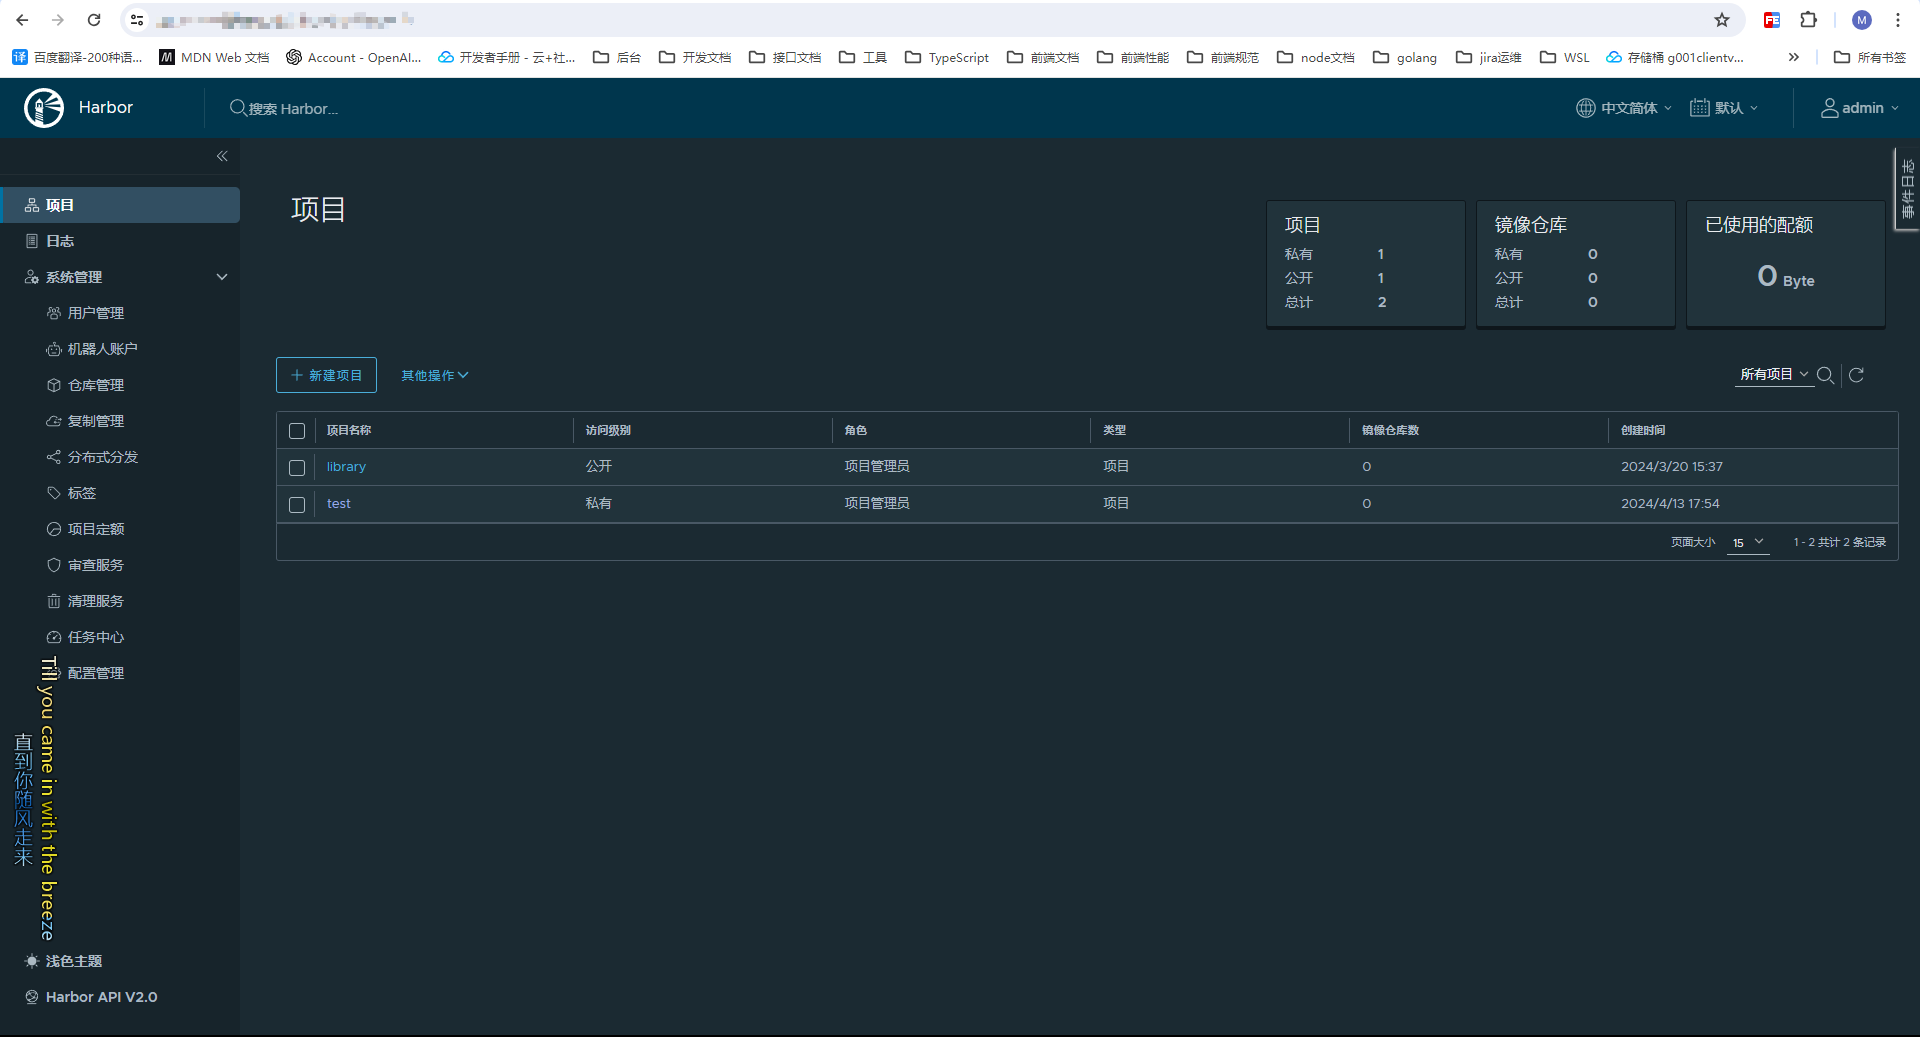 百度翻译-200种语...
MDN Web 文档
Account - OpenAI...
开发者手册 - 云+社...
后台
开发文档
接口文档
工具
TypeScript
前端文档
前端性能
前端规范
node文档
golang
jira运维
WSL
存储桶 g001clientv...
所有书签
M
Harbor
搜索 Harbor...
中文简体
默认
admin
事件日志
项目
日志
系统管理
用户管理
机器人账户
仓库管理
复制管理
分布式分发
标签
项目定额
审查服务
清理服务
任务中心
配置管理
Till you came in with the breeze
直到你随风走来
浅色主题
Harbor API V2.0
项目
项目
私有 1
公开 1
总计 2
镜像仓库
私有 0
公开 0
总计 0
已使用的配额
0 Byte
新建项目
其他操作
所有项目
项目名称 访问级别 角色 类型 镜像仓库数 创建时间
library 公开 项目管理员 项目 0 2024/3/20 15:37
test 私有 项目管理员 项目 0 2024/4/13 17:54
页面大小 15 1 - 2 共计 2 条记录